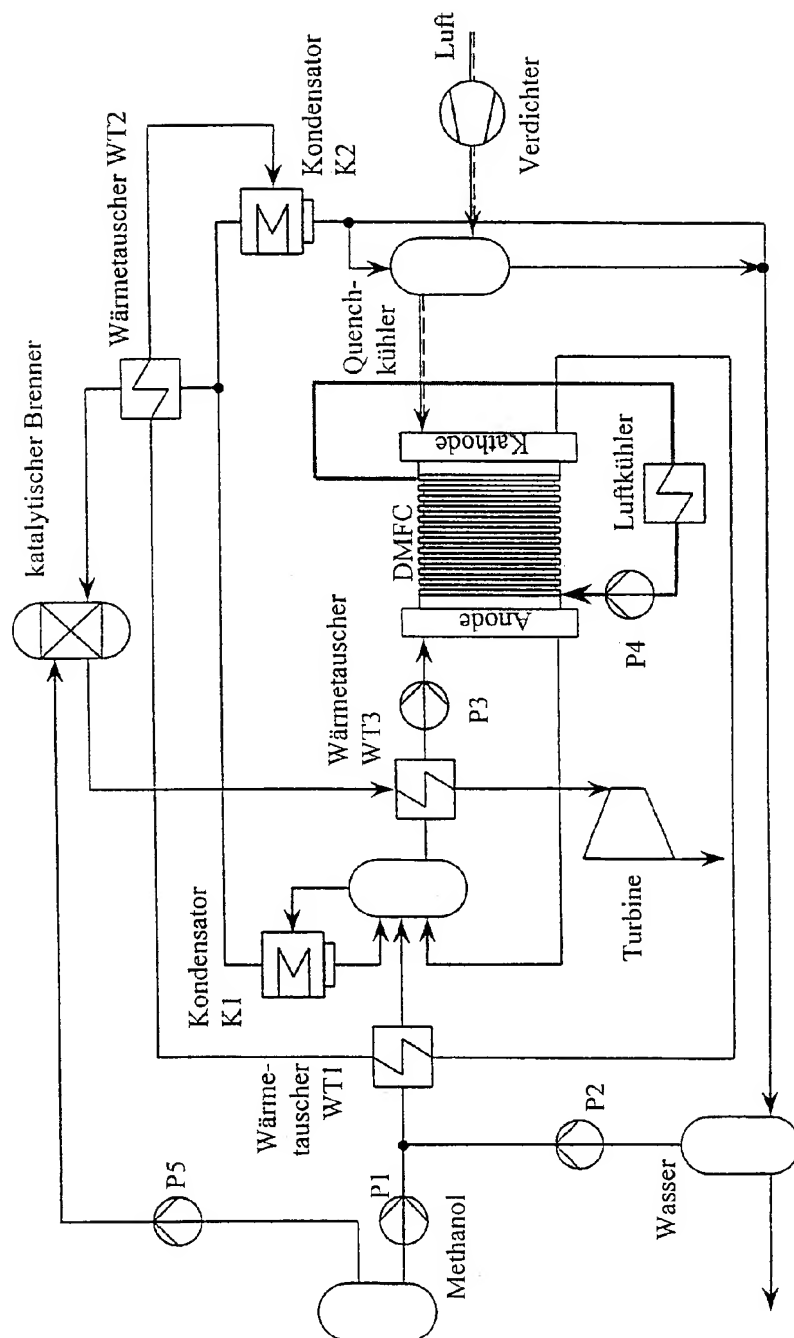 Luft
Verdichter
Wärmetauscher WT2
Kondensator
K2
katalytischer Brenner
Quench-
kühler
Kathode
DMFC
Anode
Luftkühler
P4
Wärmetauscher
WT3
P3
Kondensator
K1
Turbine
Wärme-
tauscher
WT1
P5
P1
P2
Methanol
Wasser